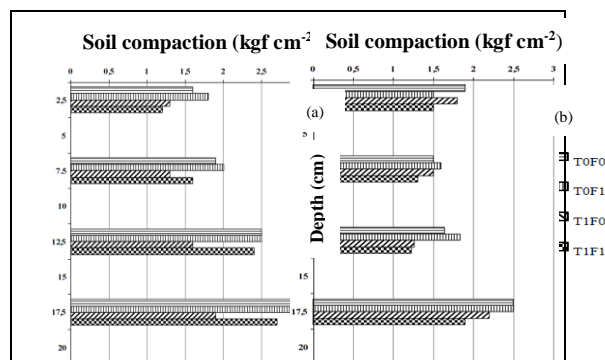 Soil compaction (kgf cm-2
Soil compaction (kgf cm-2)
0 0,5 1 1,5 2 2,5
0 0,5 1 1,5 2 2,5 3
2,5
5
7,5
10
12,5
15
17,5
20
(a)
Depth (cm)
5
15
17,5
20
(b)
T0F0
T0F1
T1F0
T1F1